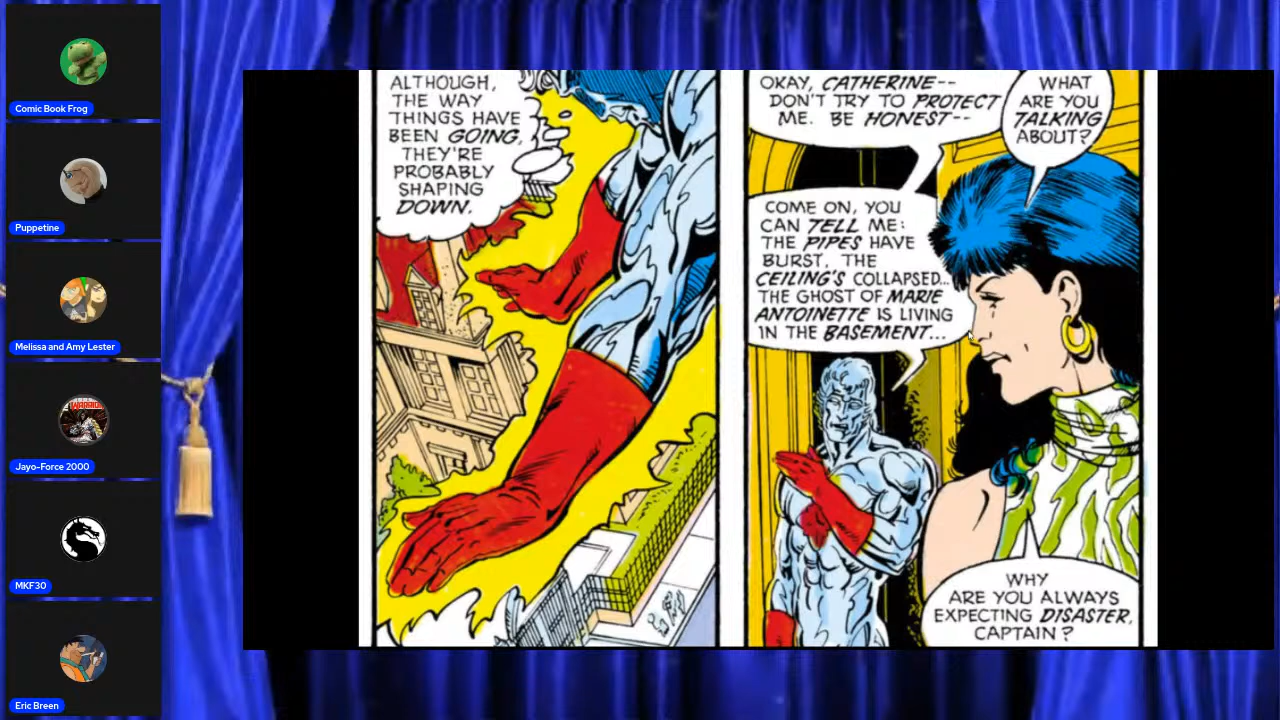 Comic Book Frog
Puppetine
Melissa and Amy Lester
Jayo-Force 2000
MKF30
Eric Breen
ALTHOUGH,
THE WAY
THINGS HAVE
BEEN GOING,
THEY'RE
PROBABLY
SHAPING
DOWN.
OKAY, CATHERINE--
DON'T TRY TO PROTECT
ME. BE HONEST--
WHAT
ARE YOU
TALKING
ABOUT?
COME ON, YOU
CAN TELL ME:
THE PIPES HAVE
BURST, THE
CEILING'S COLLAPSED...
THE GHOST OF MARIE
ANTOINETTE IS LIVING
IN THE BASEMENT...
WHY
ARE YOU ALWAYS
EXPECTING DISASTER,
CAPTAIN?